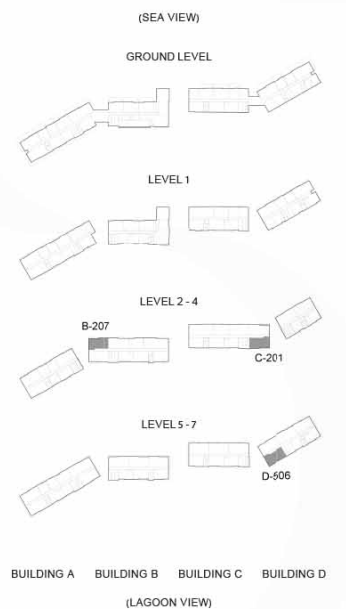 (SEA VIEW)
GROUND LEVEL
LEVEL 1
LEVEL 2 - 4
B-207
C-201
LEVEL 5 - 7
D-506
BUILDING A BUILDING B BUILDING C BUILDING D
(LAGOON VIEW)